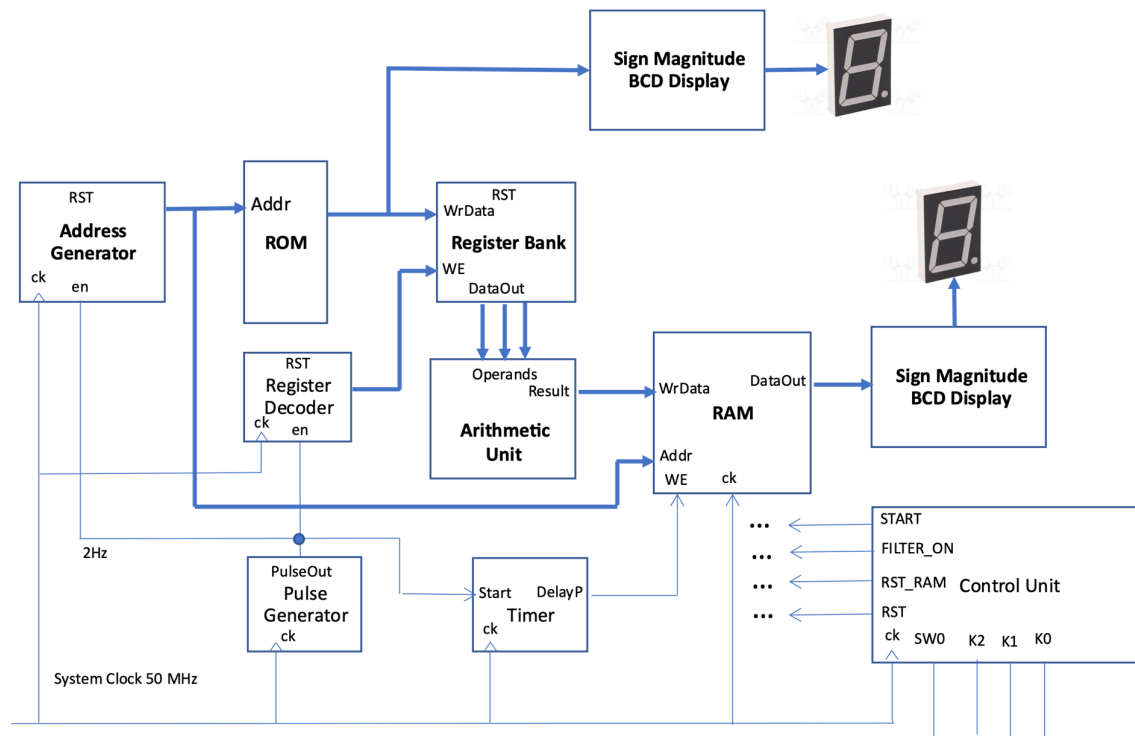 Sign Magnitude
BCD Display
RST
Address
Generator
ck
en
Addr
ROM
RST
WrData
Register Bank
WE
DataOut
RST
Register
Decoder
ck
en
Operands
Result
Arithmetic
Unit
WrData
DataOut
RAM
Addr
WE
ck
Sign Magnitude
BCD Display
2Hz
PulseOut
Pulse
Generator
ck
Start
DelayP
Timer
ck
...
...
...
...
START
FILTER_ON
RST_RAM
RST
Control Unit
ck
SW0
K2
K1
K0
System Clock 50 MHz